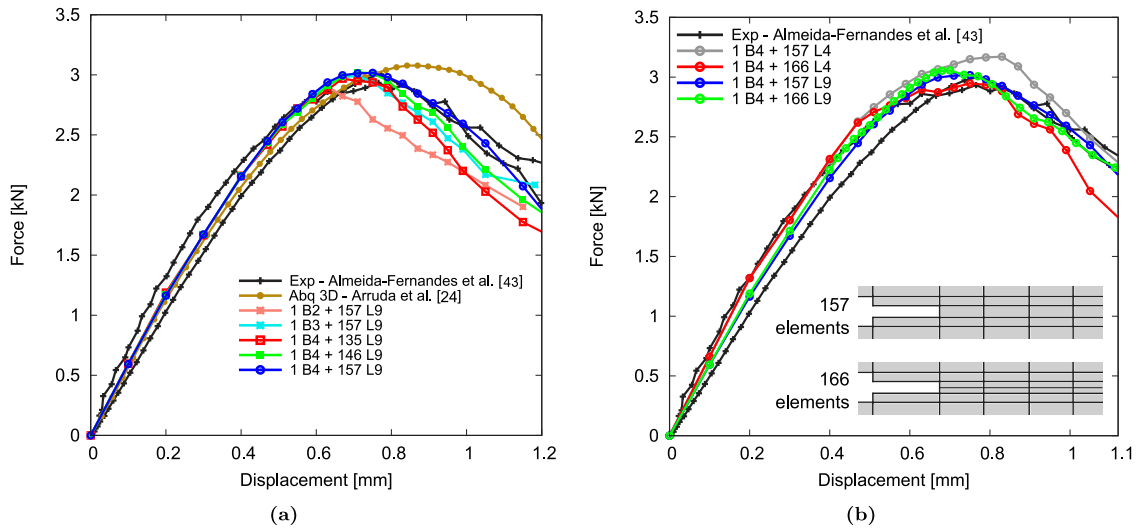 3.5
3
2.5
2
1.5
1
0.5
0
Force [kN]
Exp - Almeida-Fernandes et al. [43]
Abq 3D - Arruda et al. [24]
1 B2 + 157 L9
1 B3 + 157 L9
1 B4 + 135 L9
1 B4 + 146 L9
1 B4 + 157 L9
0 0.2 0.4 0.6 0.8 1 1.2
Displacement [mm]
(a)
3.5
3
2.5
2
1.5
1
0.5
0
Force [kN]
Exp - Almeida-Fernandes et al. [43]
1 B4 + 157 L4
1 B4 + 166 L4
1 B4 + 157 L9
1 B4 + 166 L9
157
elements
166
elements
0 0.2 0.4 0.6 0.8 1 1.1
Displacement [mm]
(b)